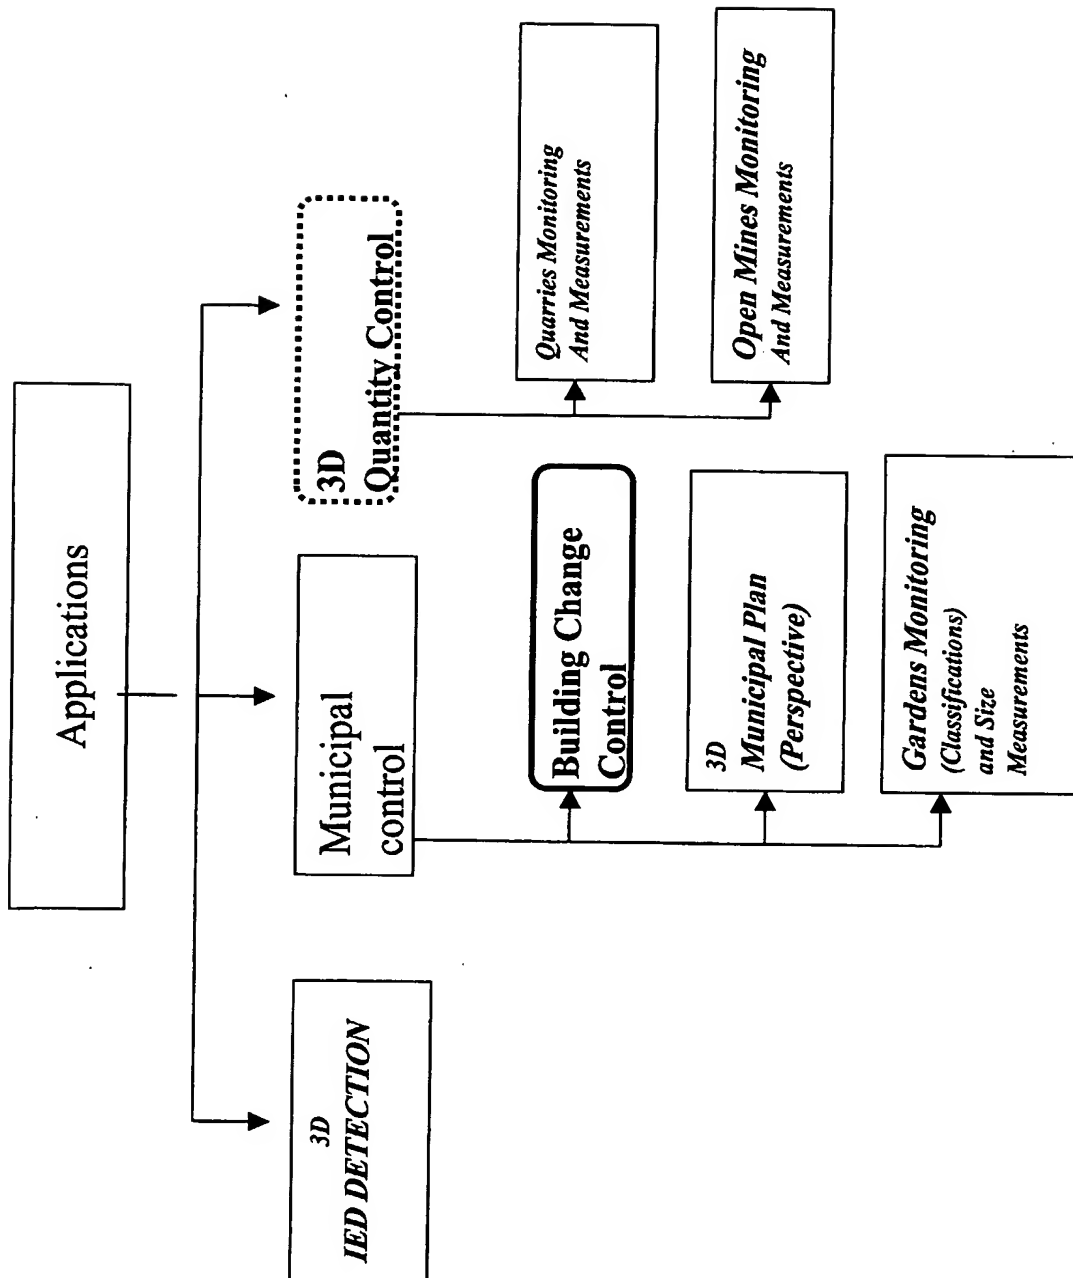 Applications
3D
IED DETECTION
Municipal
control
Building Change
Control
3D
Municipal Plan
(Perspective)
Gardens Monitoring
(Classifications)
and Size
Measurements
3D
Quantity Control
Quarries Monitoring
And Measurements
Open Mines Monitoring
And Measurements